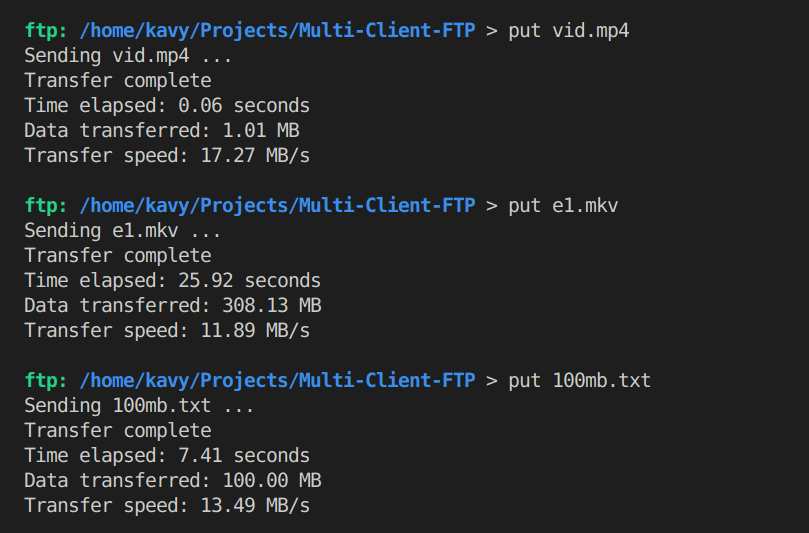 ftp: /home/kavy/Projects/Multi-Client-FTP > put vid.mp4
Sending vid.mp4 ...
Transfer complete
Time elapsed: 0.06 seconds
Data transferred: 1.01 MB
Transfer speed: 17.27 MB/s
ftp: /home/kavy/Projects/Multi-Client-FTP > put e1.mkv
Sending e1.mkv ...
Transfer complete
Time elapsed: 25.92 seconds
Data transferred: 308.13 MB
Transfer speed: 11.89 MB/s
ftp: /home/kavy/Projects/Multi-Client-FTP > put 100mb.txt
Sending 100mb.txt ...
Transfer complete
Time elapsed: 7.41 seconds
Data transferred: 100.00 MB
Transfer speed: 13.49 MB/s